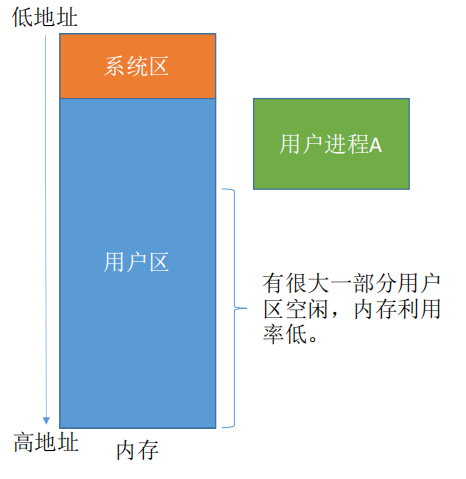 低地址
系统区
用户进程A
用户区
有很大一部分用户
区空闲，内存利用
率低。
高地址
内存